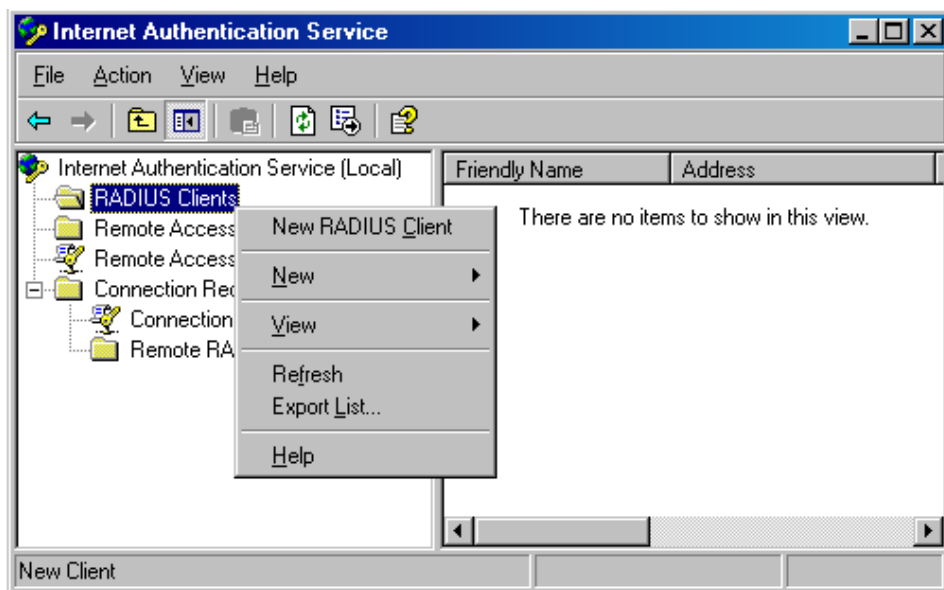 Internet Authentication Service
File Action View Help
Internet Authentication Service (Local)
RADIUS Clients
Remote Access
Remote Access
Connection Rec
Connection
Remote RA
New RADIUS Client
New
View
Refresh
Export List...
Help
Friendly Name Address
There are no items to show in this view.
New Client